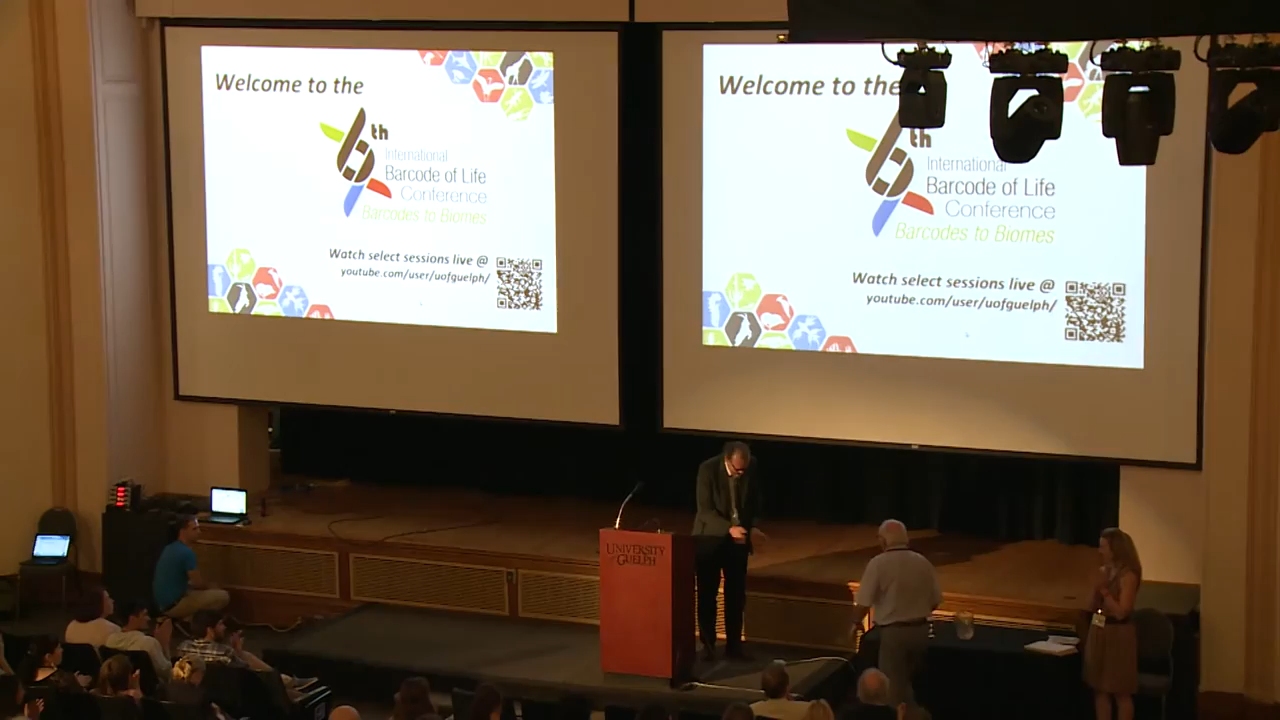 Welcome to the
6th
International
Barcode of Life
Conference
Barcodes to Biomes
Watch select sessions live @
youtube.com/user/uofguelph/
Welcome to the
6th
International
Barcode of Life
Conference
Barcodes to Biomes
Watch select sessions live @
youtube.com/user/uofguelph/
UNIVERSITY
OF GUELPH